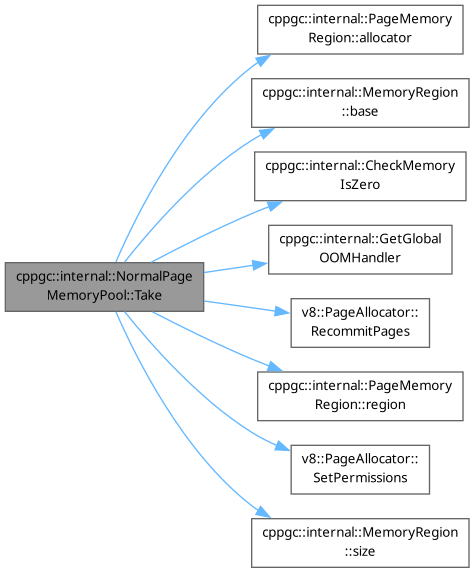 cppgc::internal::PageMemory
Region::allocator
cppgc::internal::MemoryRegion
::base
cppgc::internal::CheckMemory
IsZero
cppgc::internal::GetGlobal
OOMHandler
cppgc::internal::NormalPage
MemoryPool::Take
v8::PageAllocator::
RecommitPages
cppgc::internal::PageMemory
Region::region
v8::PageAllocator::
SetPermissions
cppgc::internal::MemoryRegion
::size